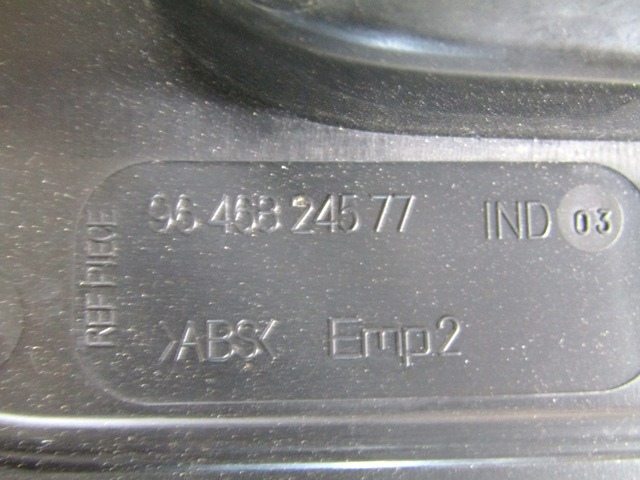 REF PIECE
96 468 245 77 IND 03
>ABS< Emp.2